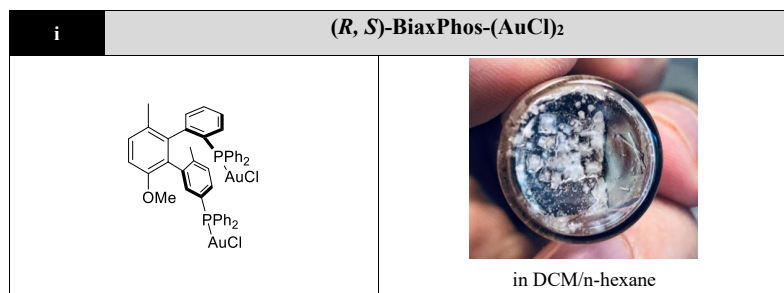 i
(R, S)-BiaxPhos-(AuCl)₂
PPh₂
AuCl
OMe
PPh₂
AuCl
in DCM/n-hexane